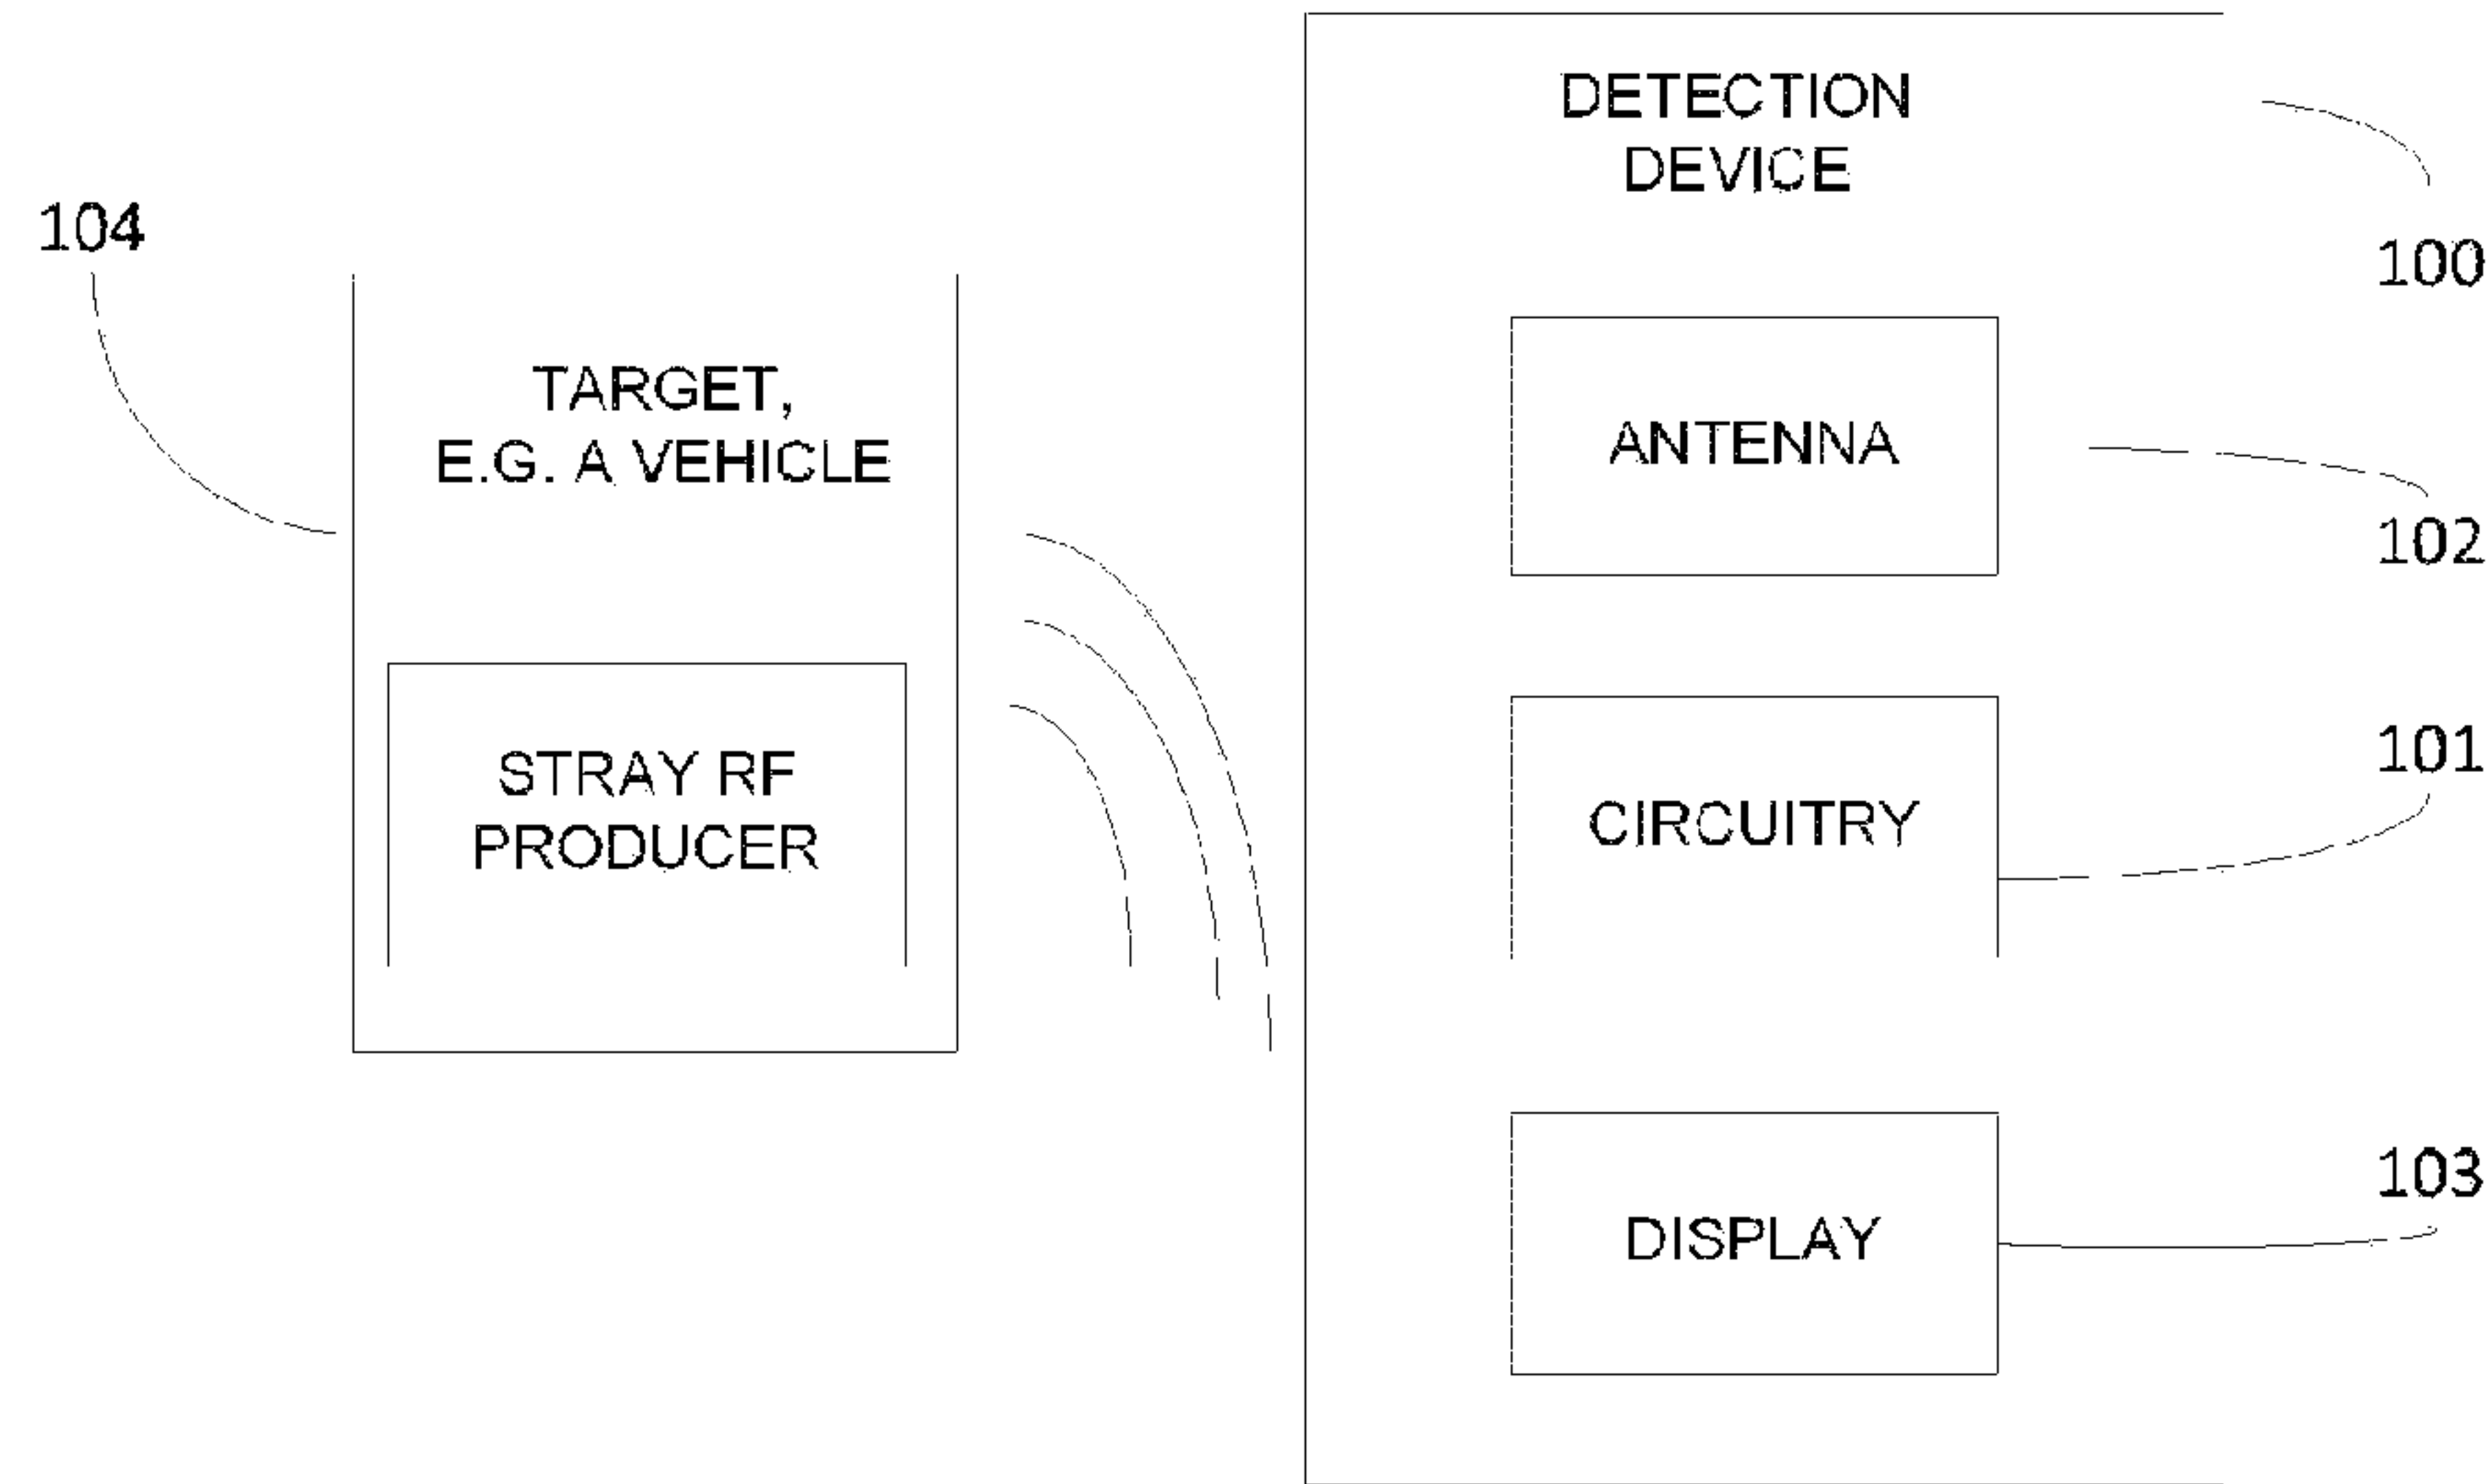 104
TARGET,
E.G. A VEHICLE
STRAY RF
PRODUCER
DETECTION
DEVICE
100
ANTENNA
102
101
CIRCUITRY
103
DISPLAY